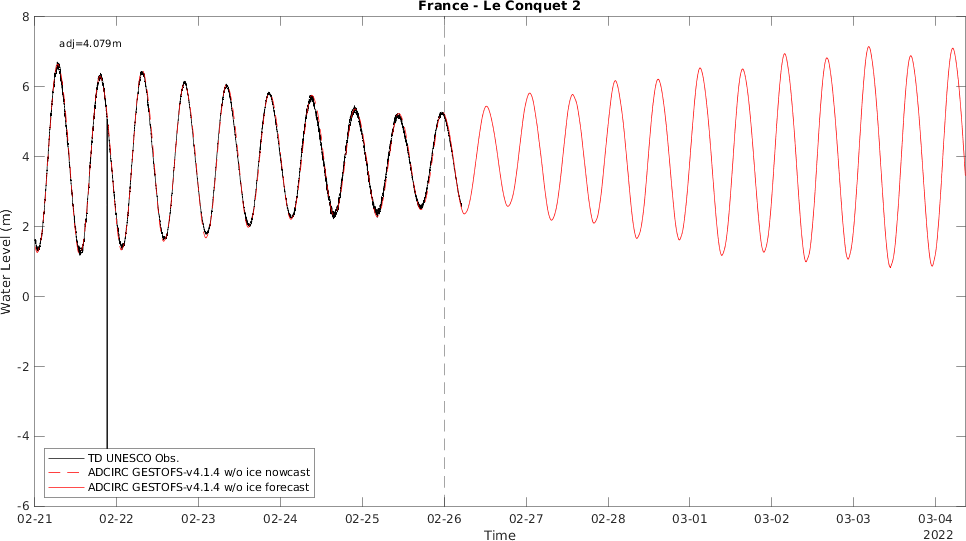 France - Le Conquet 2
adj=4.079m
8
6
4
2
0
-2
-4
-6
Water Level (m)
TD UNESCO Obs.
ADCIRC GESTOFS-v4.1.4 w/o ice nowcast
ADCIRC GESTOFS-v4.1.4 w/o ice forecast
02-21 02-22 02-23 02-24 02-25 02-26 02-27 02-28 03-01 03-02 03-03 03-04
Time
2022